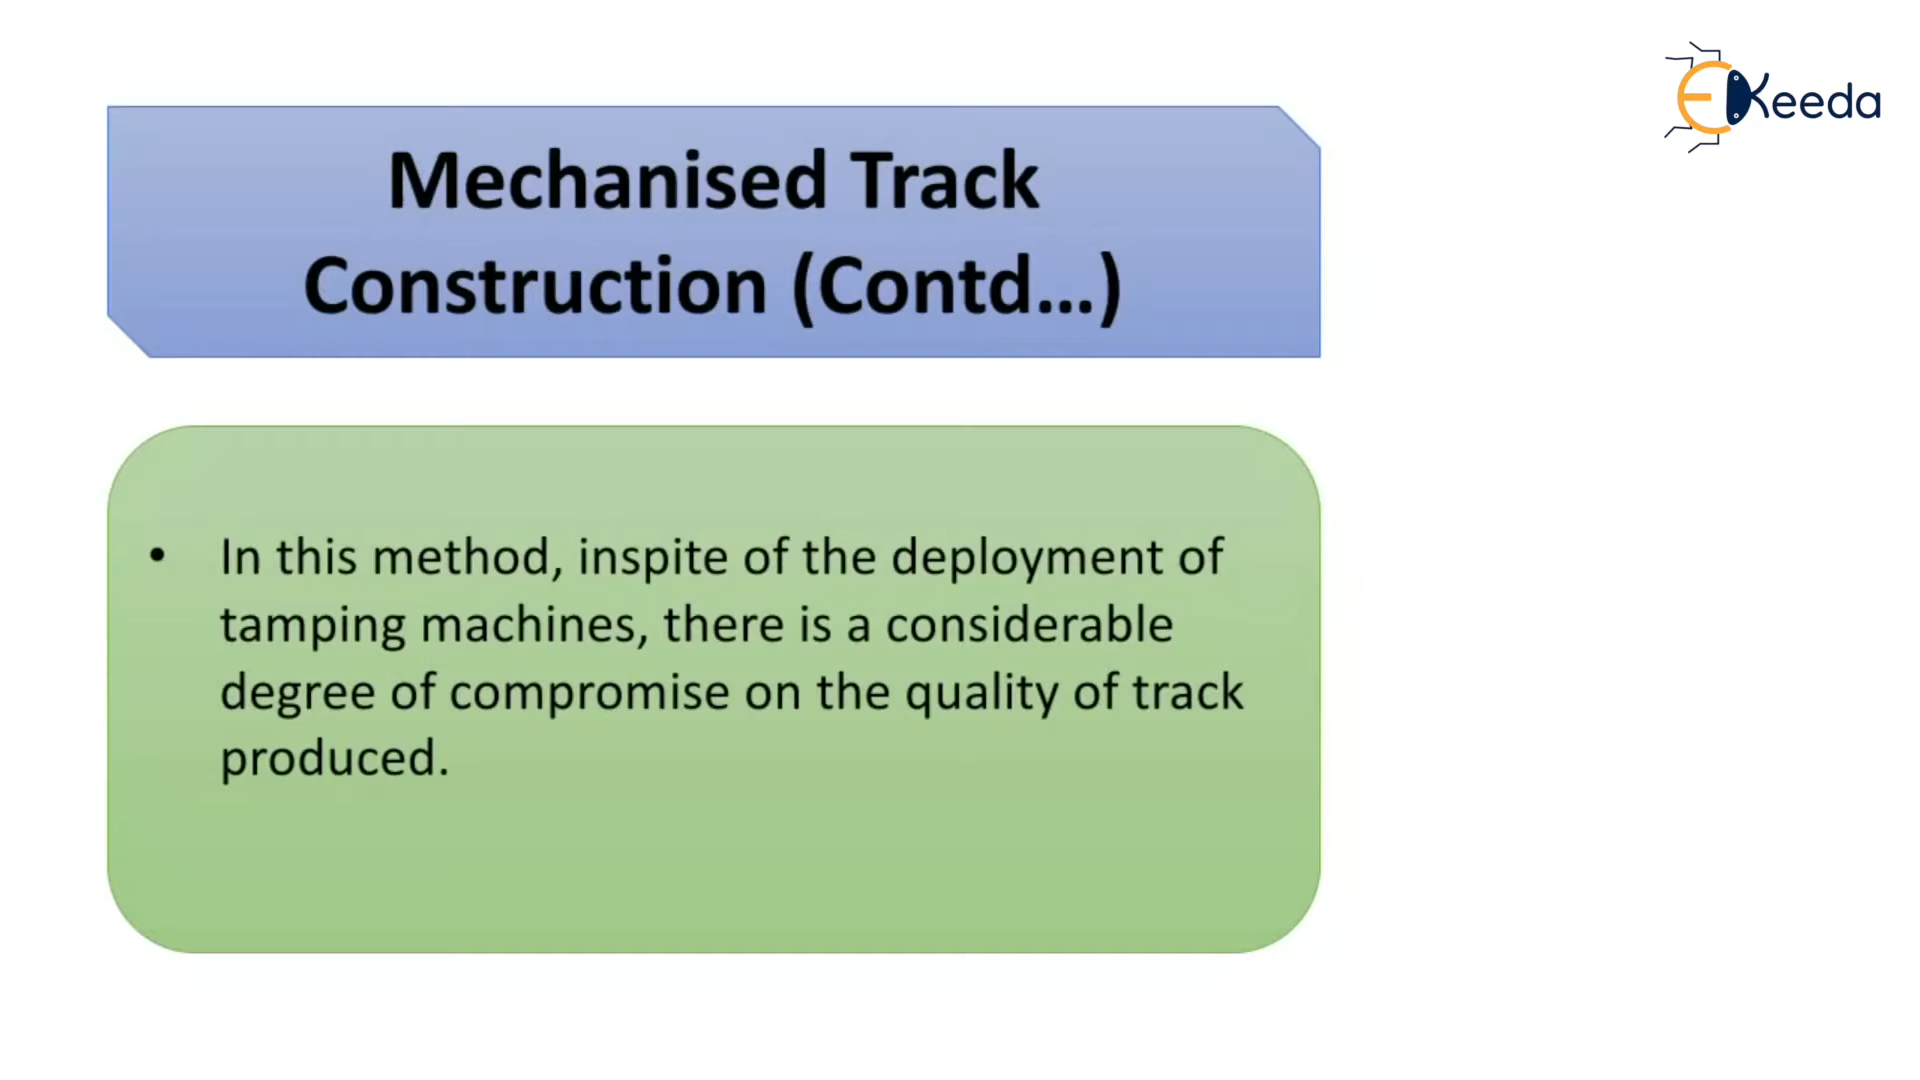 EKeeda
Mechanised Track
Construction (Contd...)
• In this method, inspite of the deployment of
tamping machines, there is a considerable
degree of compromise on the quality of track
produced.